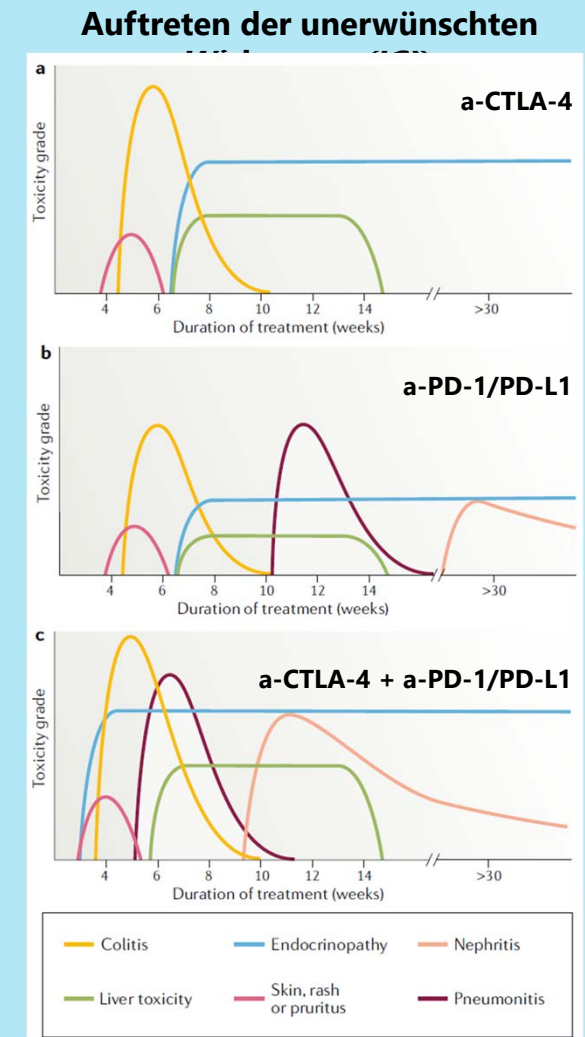 Auftreten der unerwünschten
a
a-CTLA-4
Toxicity grade
4 6 8 10 12 14 >30
Duration of treatment (weeks)
b
a-PD-1/PD-L1
Toxicity grade
4 6 8 10 12 14 >30
Duration of treatment (weeks)
c
a-CTLA-4 + a-PD-1/PD-L1
Toxicity grade
4 6 8 10 12 14 >30
Duration of treatment (weeks)
Colitis Endocrinopathy Nephritis
Liver toxicity Skin, rash
or pruritus Pneumonitis